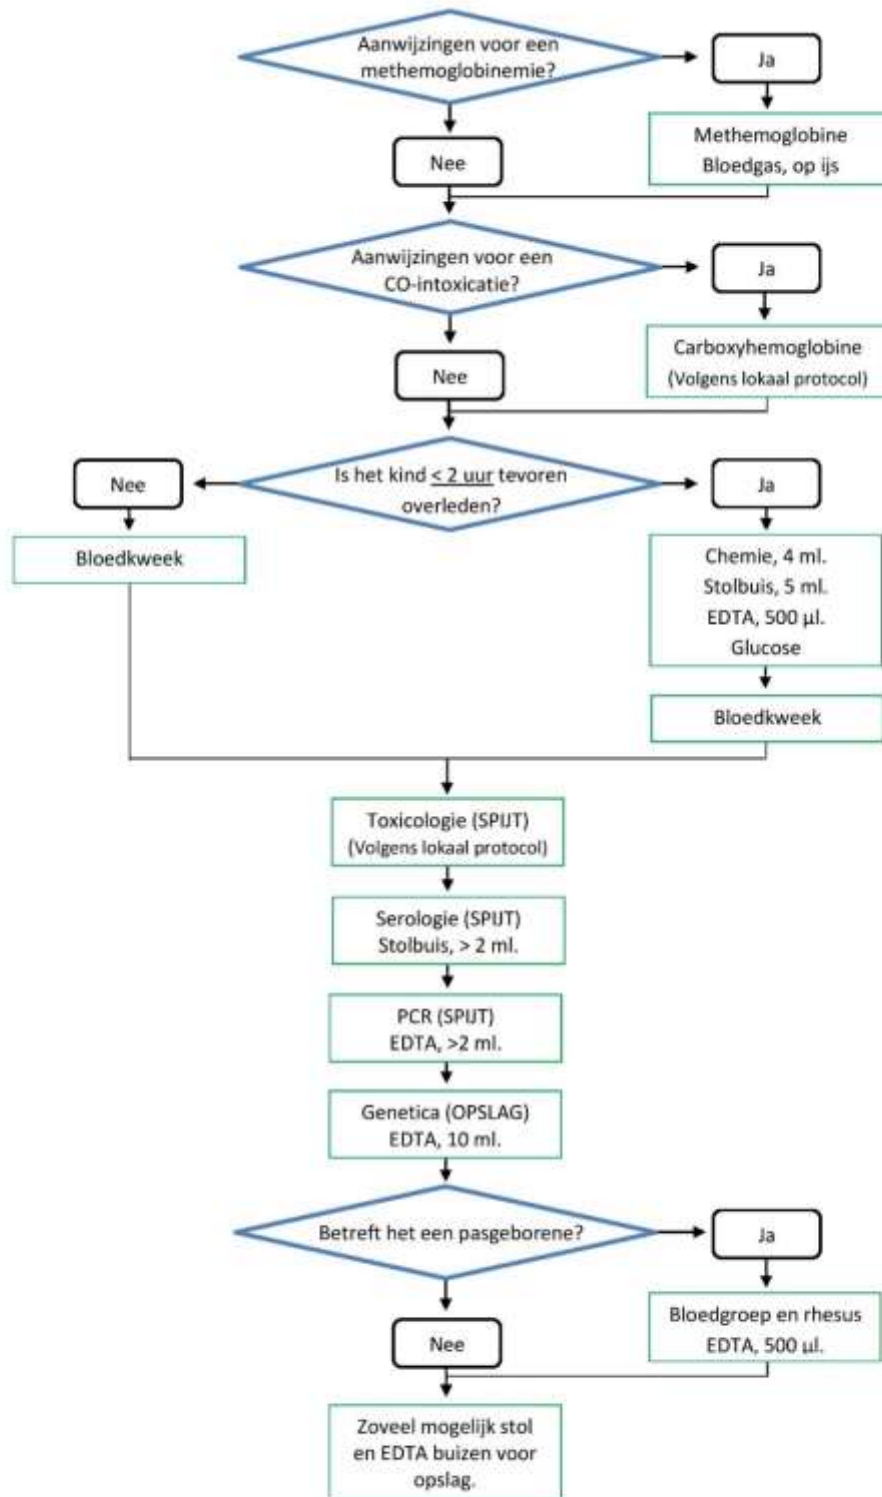 Aanwijzingen voor een
methemoglobinemie?
Ja
Nee
Methemoglobine
Bloedgas, op ijs
Aanwijzingen voor een
CO-intoxicatie?
Ja
Nee
Carboxyhemoglobine
(Volgens lokaal protocol)
Nee
Is het kind < 2 uur tevoren
overleden?
Ja
Bloedkweek
Chemie, 4 ml.
Stolbuis, 5 ml.
EDTA, 500 µl.
Glucose
Bloedkweek
Toxicologie (SPIJT)
(Volgens lokaal protocol)
Serologie (SPIJT)
Stolbuis, > 2 ml.
PCR (SPIJT)
EDTA, >2 ml.
Genetica (OPSLAG)
EDTA, 10 ml.
Betreft het een pasgeborene?
Ja
Nee
Bloedgroep en rhesus
EDTA, 500 µl.
Zoveel mogelijk stol
en EDTA buizen voor
opslag.